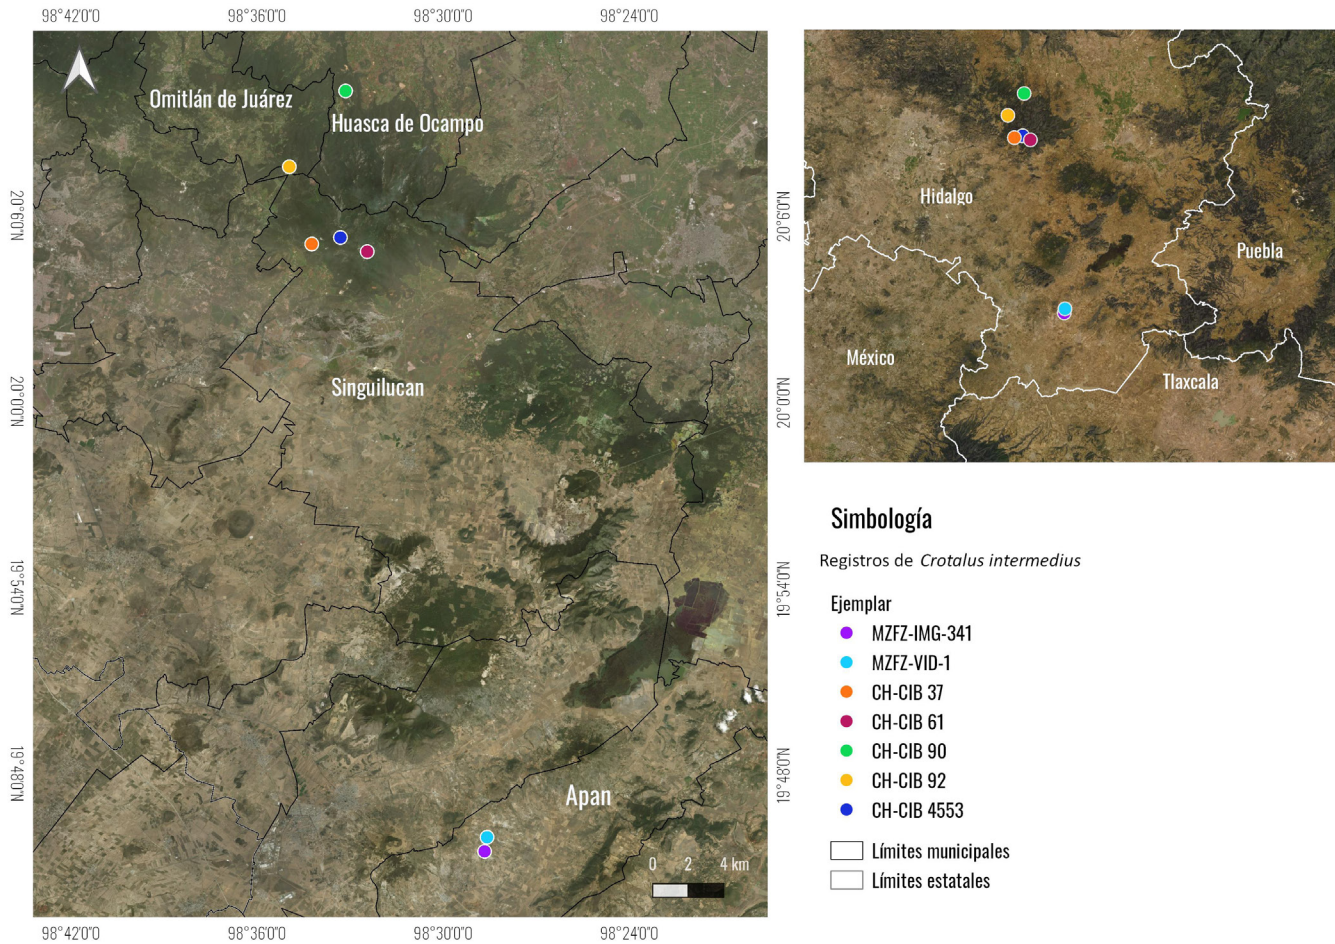 98°42'0"O 98°36'0"O 98°30'0"O 98°24'0"O
Omitlán de Juárez
Huasca de Ocampo
20°6'0"N
20°0'0"N
Singuilucan
19°54'0"N
19°48'0"N
Apan
0 2 4 km
98°42'0"O 98°36'0"O 98°30'0"O 98°24'0"O
20°6'0"N
20°0'0"N
19°54'0"N
19°48'0"N
Hidalgo
Puebla
México
Tlaxcala
Simbología
Registros de Crotalus intermedius
Ejemplar
MZFZ-IMG-341
MZFZ-VID-1
CH-CIB 37
CH-CIB 61
CH-CIB 90
CH-CIB 92
CH-CIB 4553
Límites municipales
Límites estatales